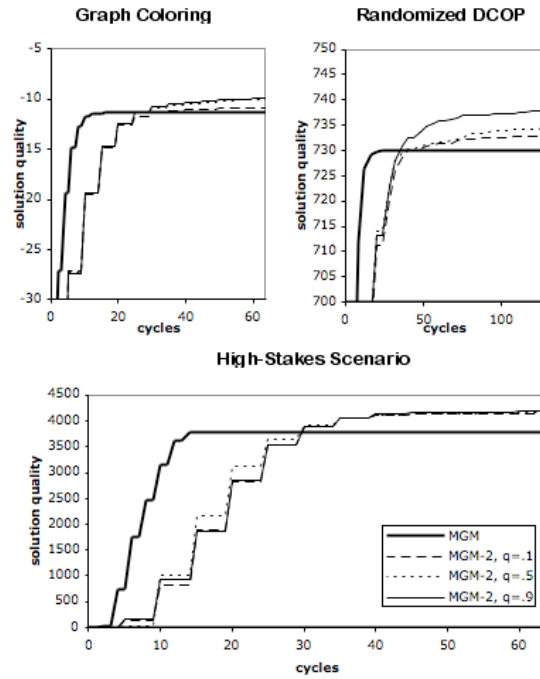 Graph Coloring
-5
-10
-15
-20
-25
-30
solution quality
0 20 40 60
cycles
Randomized DCOP
750
745
740
735
730
725
720
715
710
705
700
solution quality
0 50 100
cycles
High-Stakes Scenario
4500
4000
3500
3000
2500
2000
1500
1000
500
0
solution quality
0 10 20 30 40 50 60
cycles
MGM
MGM-2, q=.1
MGM-2, q=.5
MGM-2, q=.9